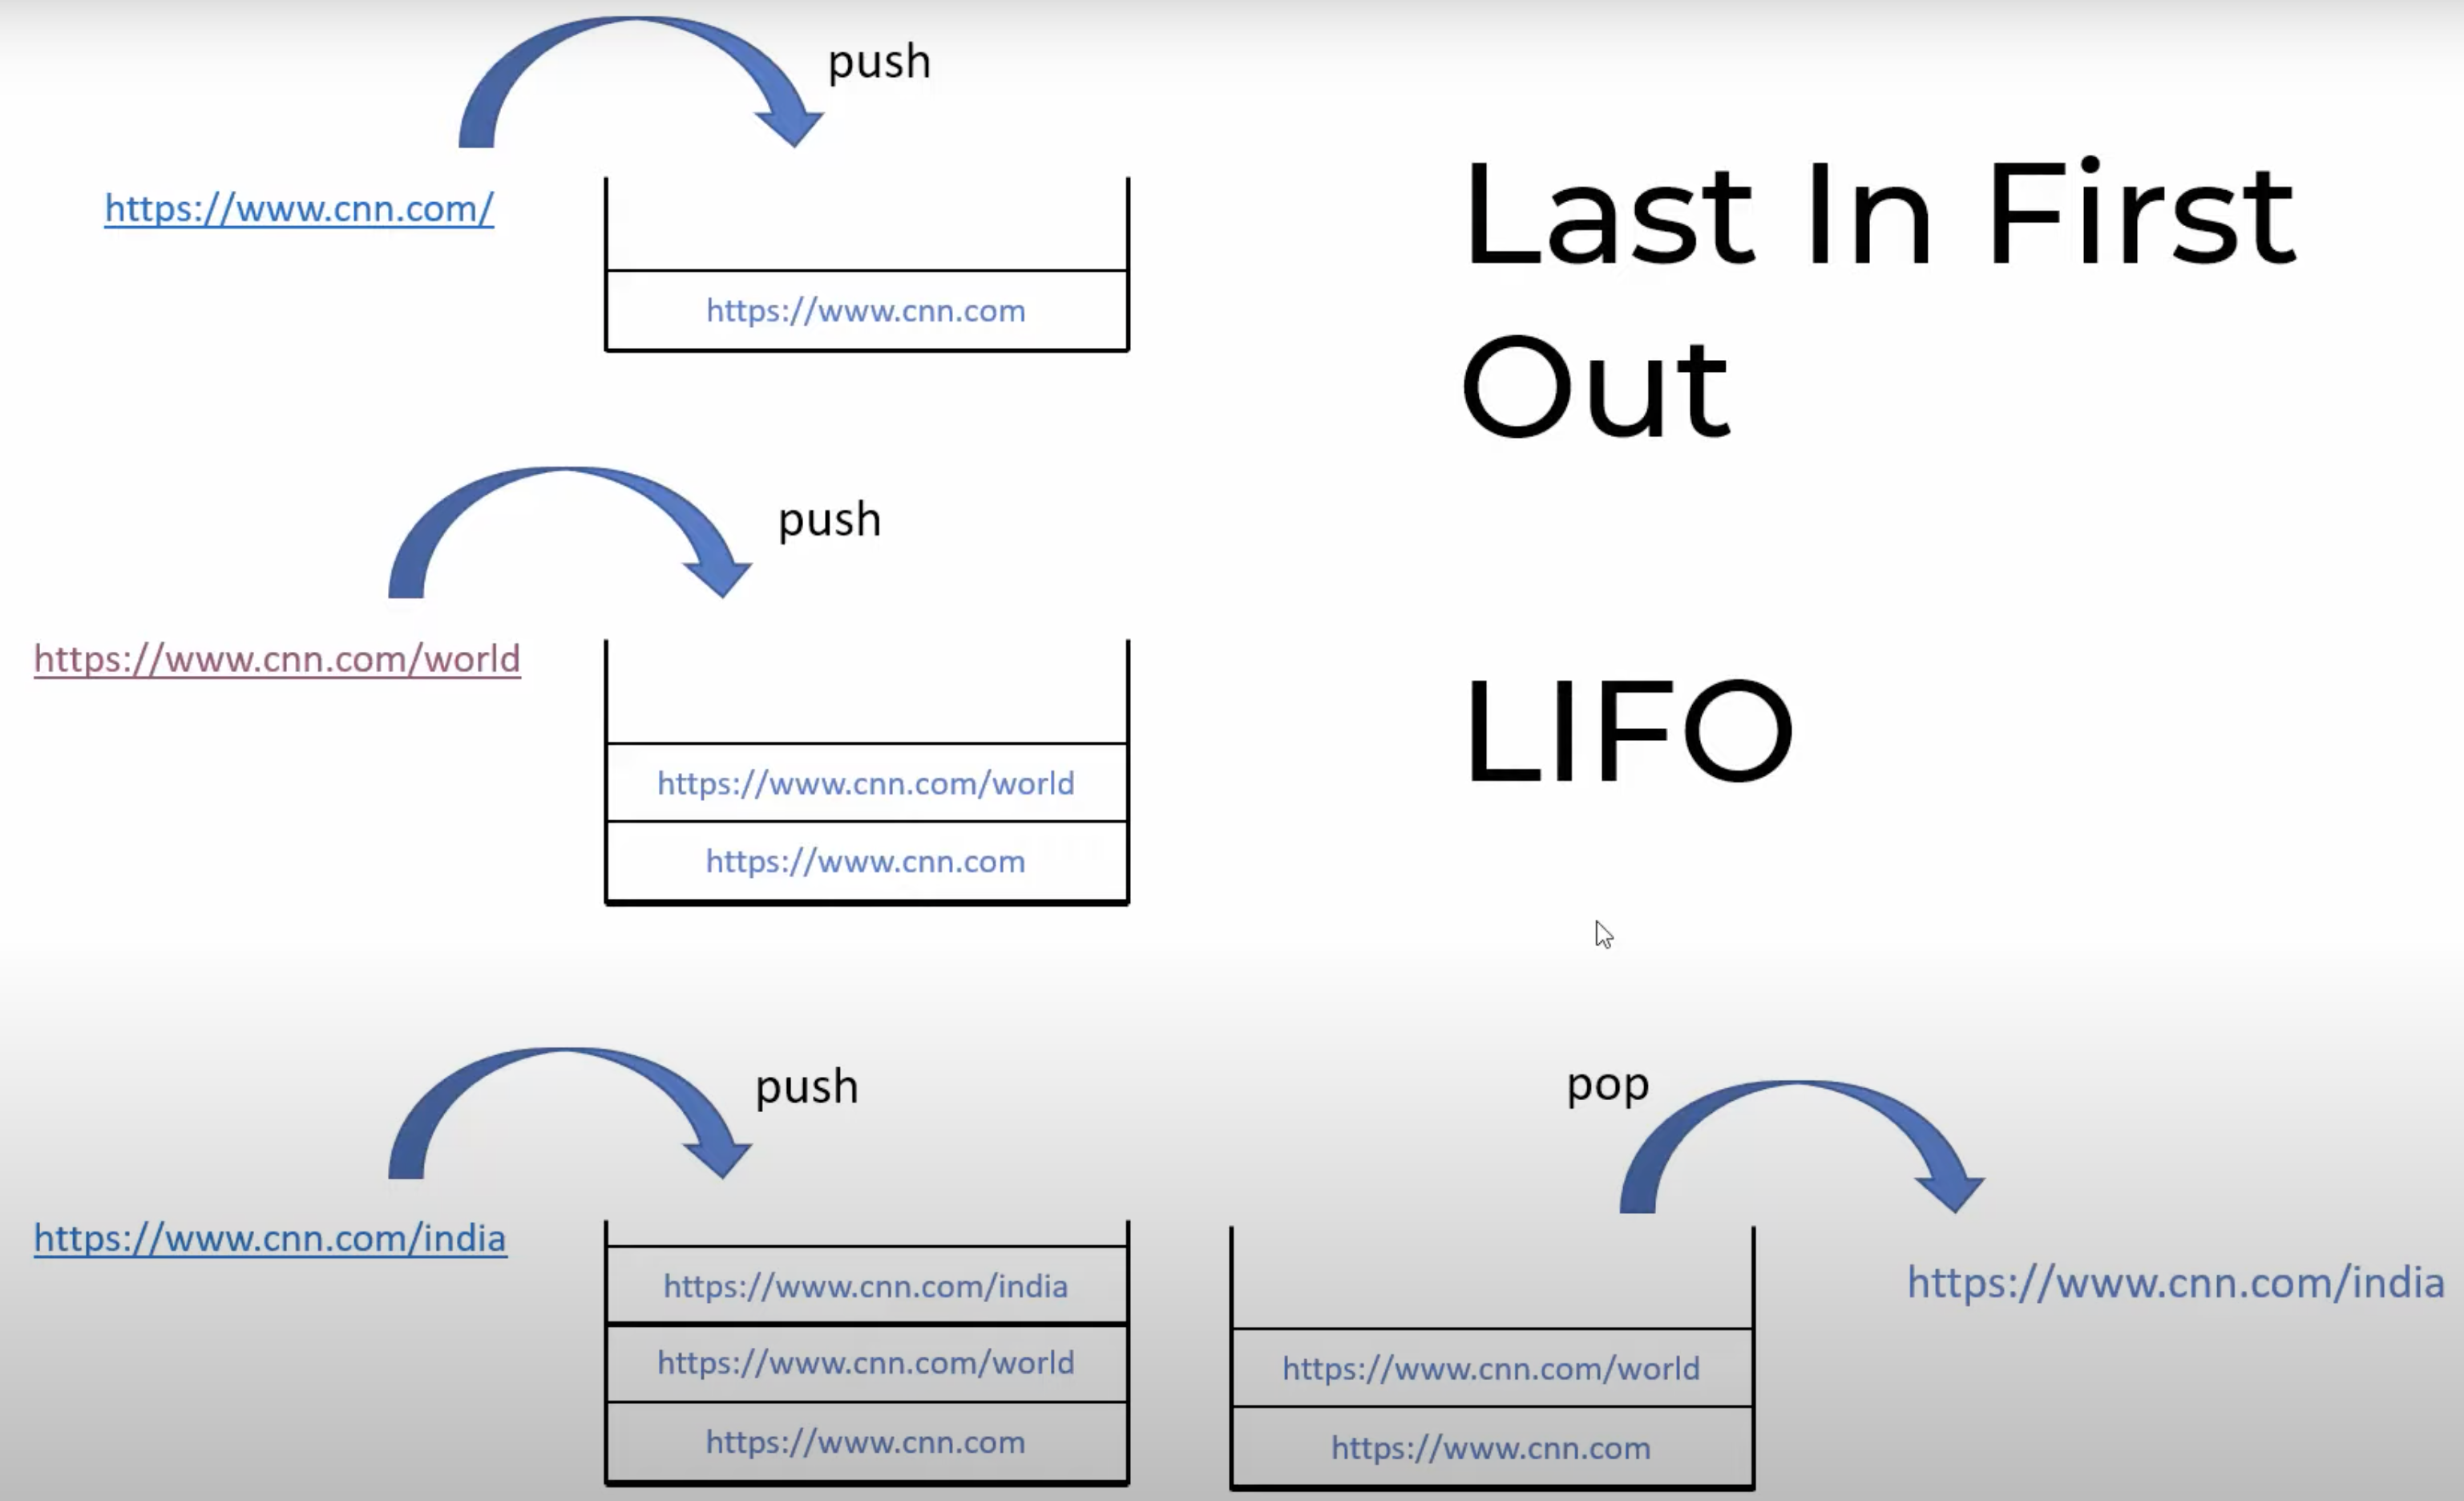 push
https://www.cnn.com/
https://www.cnn.com
Last In First
Out
push
https://www.cnn.com/world
https://www.cnn.com/world
https://www.cnn.com
LIFO
push
https://www.cnn.com/india
https://www.cnn.com/india
https://www.cnn.com/world
https://www.cnn.com
pop
https://www.cnn.com/india
https://www.cnn.com/world
https://www.cnn.com